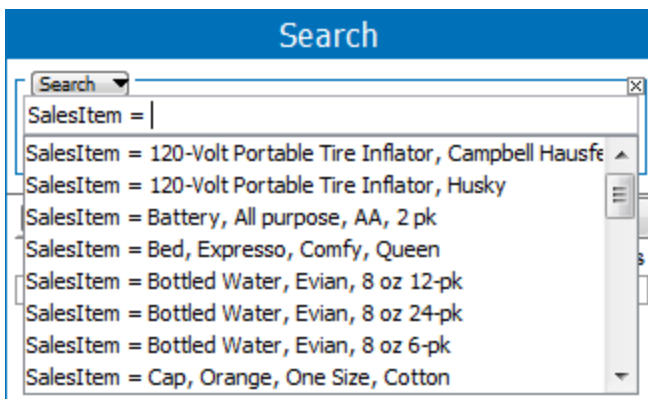 Search
Search
SalesItem =
SalesItem = 120-Volt Portable Tire Inflator, Campbell Hausfe
SalesItem = 120-Volt Portable Tire Inflator, Husky
SalesItem = Battery, All purpose, AA, 2 pk
SalesItem = Bed, Expresso, Comfy, Queen
SalesItem = Bottled Water, Evian, 8 oz 12-pk
SalesItem = Bottled Water, Evian, 8 oz 24-pk
SalesItem = Bottled Water, Evian, 8 oz 6-pk
SalesItem = Cap, Orange, One Size, Cotton